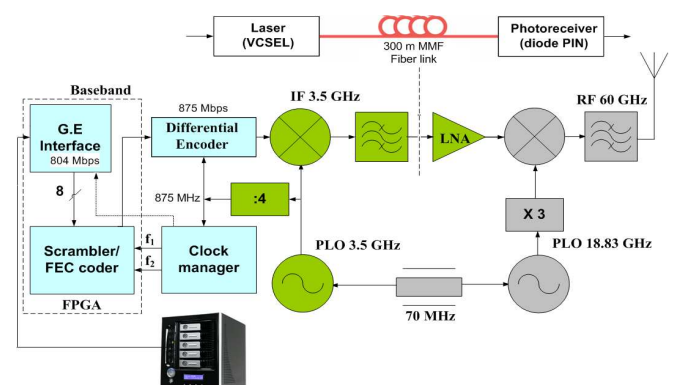 Laser
(VCSEL)
Photoreceiver
(diode PIN)
300 m MMF
Fiber link
Baseband
875 Mbps
IF 3.5 GHz
RF 60 GHz
G.E
Interface
804 Mbps
Differential
Encoder
LNA
8
875 MHz
:4
X 3
Scrambler/
FEC coder
f1
f2
Clock
manager
PLO 3.5 GHz
PLO 18.83 GHz
FPGA
70 MHz